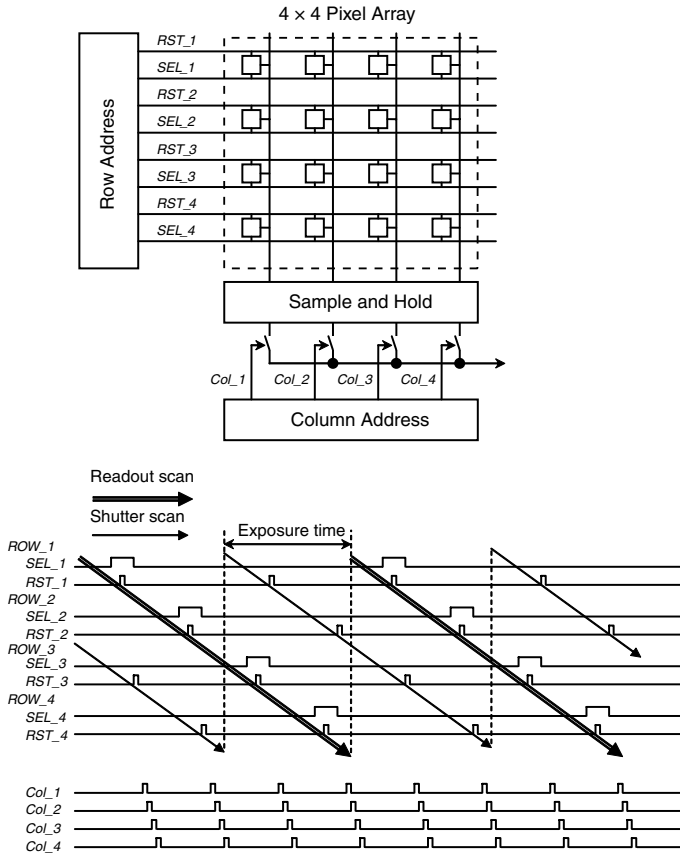 4 × 4 Pixel Array
Row Address
RST_1
SEL_1
RST_2
SEL_2
RST_3
SEL_3
RST_4
SEL_4
Sample and Hold
Col_1
Col_2
Col_3
Col_4
Column Address
Readout scan
Shutter scan
Exposure time
ROW_1
SEL_1
RST_1
ROW_2
SEL_2
RST_2
ROW_3
SEL_3
RST_3
ROW_4
SEL_4
RST_4
Col_1
Col_2
Col_3
Col_4